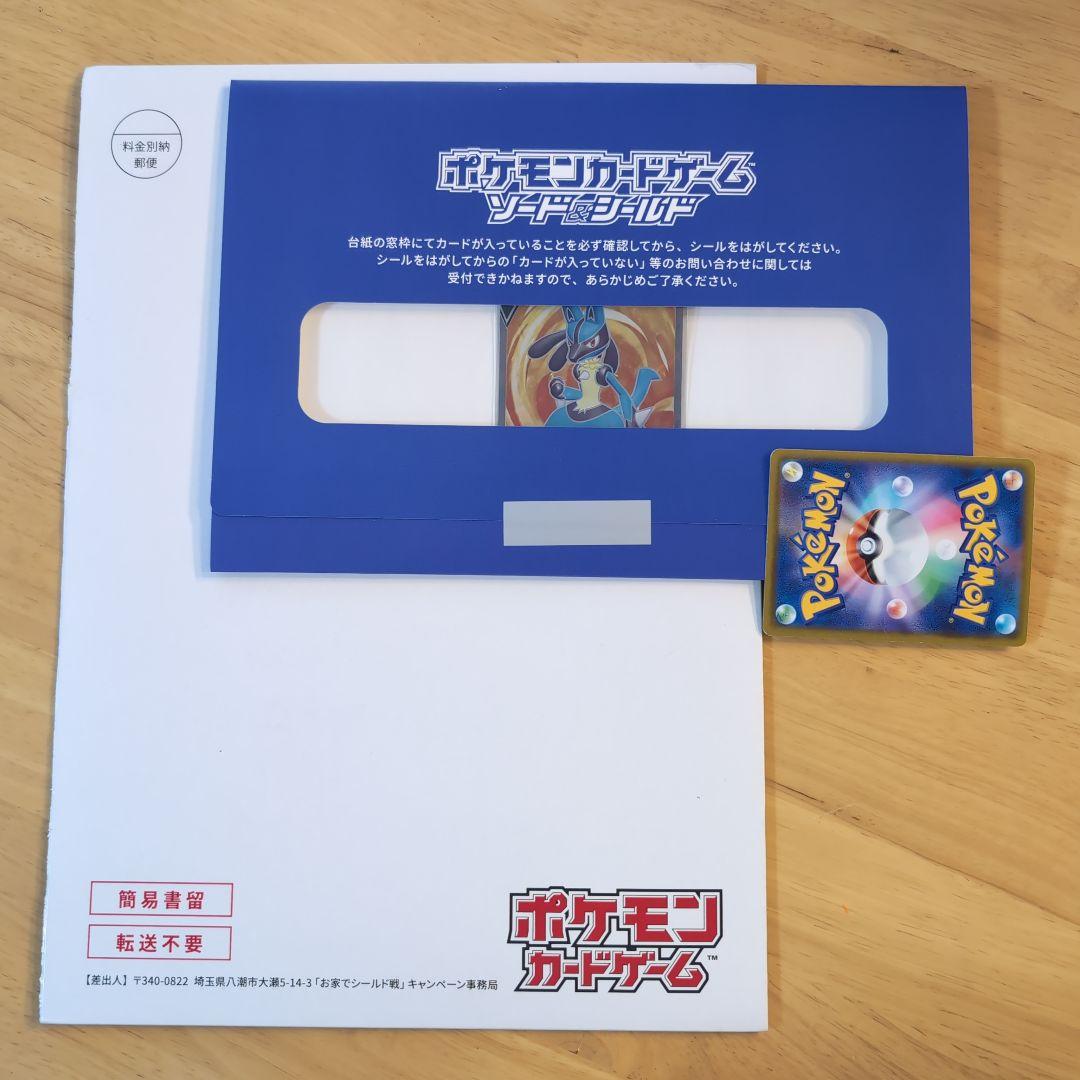 料金別納
郵便
ポケモンカードゲーム™
ソード&シールド
台紙の窓枠にてカードが入っていることを必ず確認してから、シールをはがしてください。
シールをはがしてからの「カードが入っていない」等のお問い合わせに関しては
受付できかねますので、あらかじめご了承ください。
POKéMON®
POKéMON®
簡易書留
転送不要
【差出人】〒340-0822 埼玉県八潮市大瀬5-14-3「お家でシールド戦」キャンペーン事務局
ポケモン
カードゲーム™